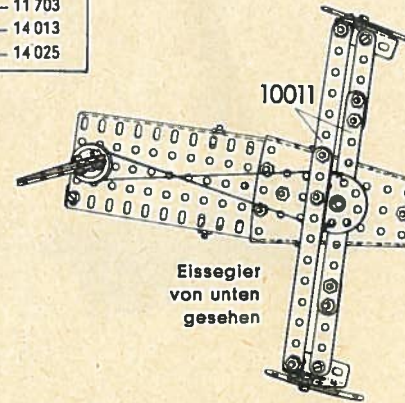 – 11 703
– 14 013
– 14 025
10011
Eissegler
von unten
gesehen